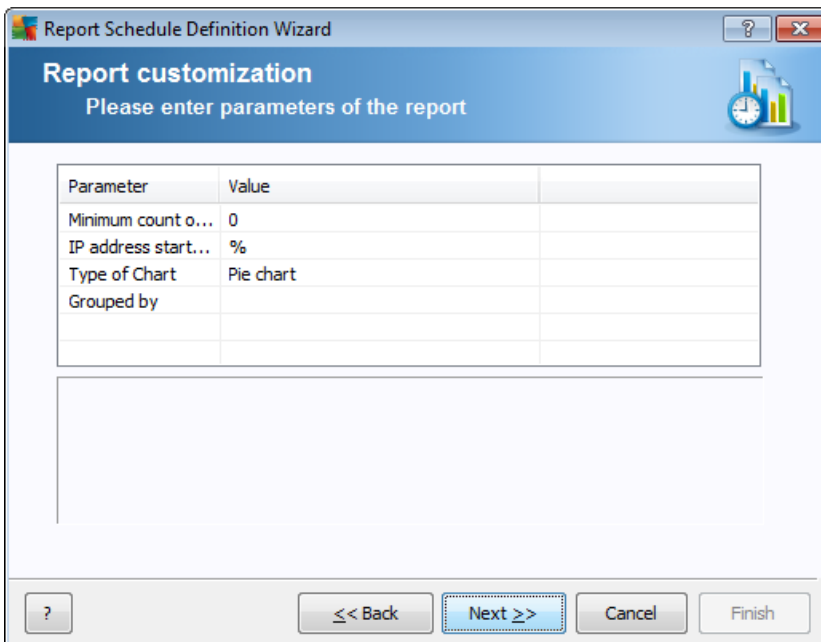 Report Schedule Definition Wizard
?
Report customization
Please enter parameters of the report
Parameter Value
Minimum count o... 0
IP address start... %
Type of Chart Pie chart
Grouped by
? << Back Next >> Cancel Finish